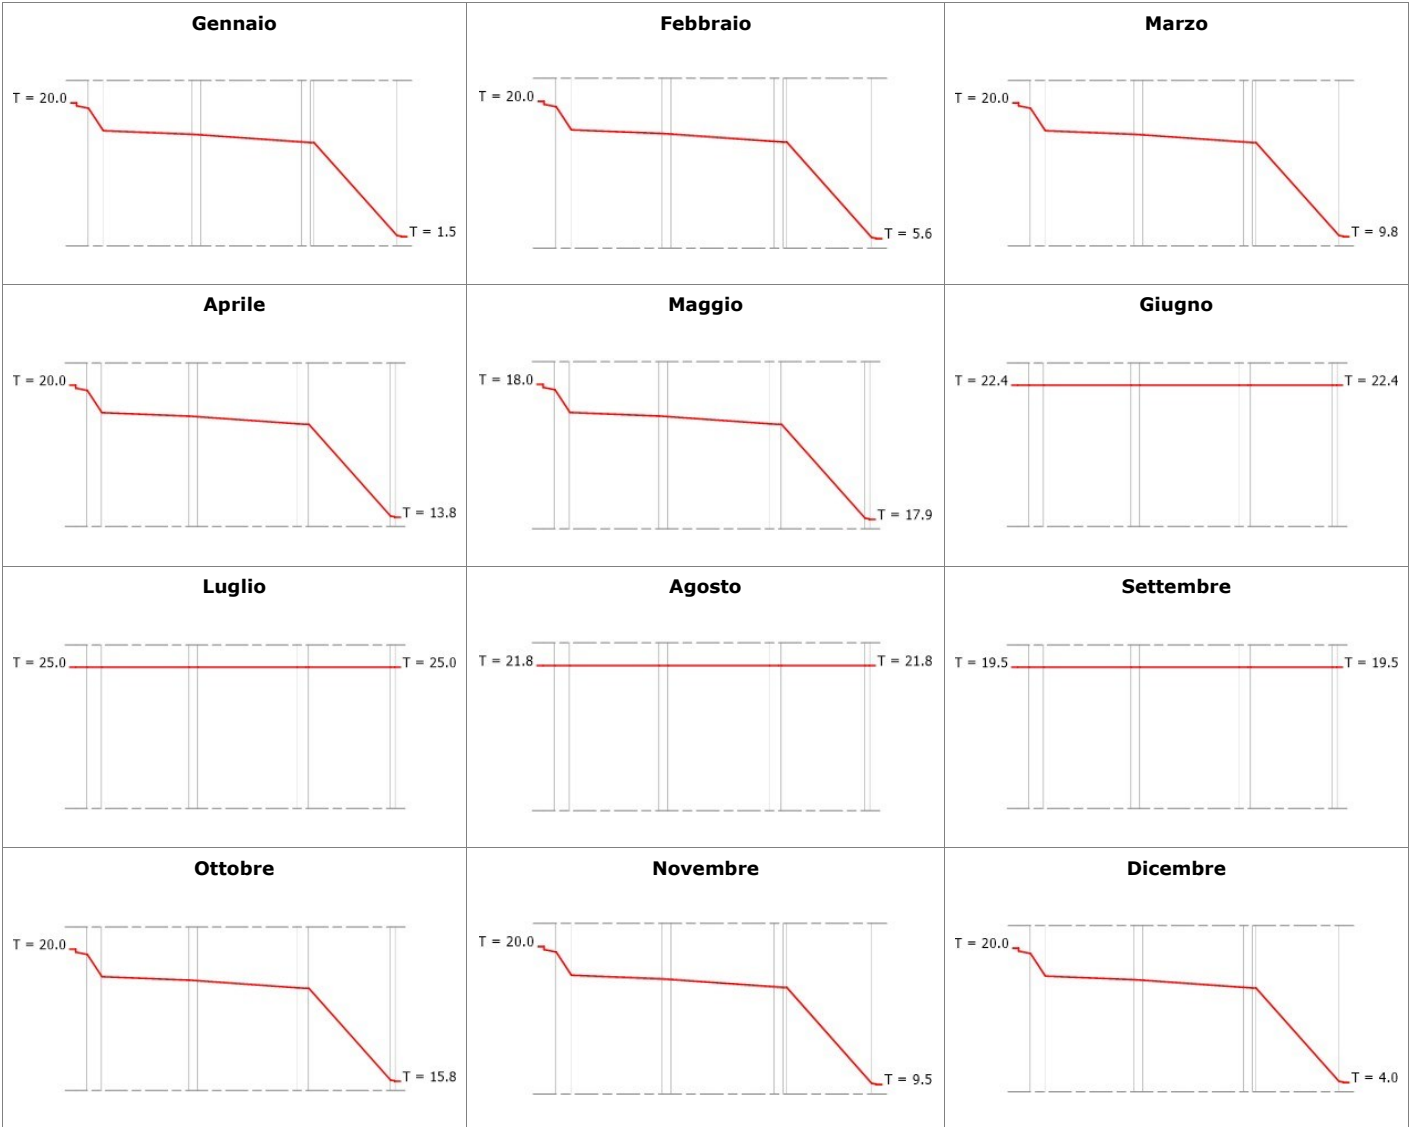 Gennaio
T = 20.0
T = 1.5
Febbraio
T = 20.0
T = 5.6
Marzo
T = 20.0
T = 9.8
Aprile
T = 20.0
T = 13.8
Maggio
T = 18.0
T = 17.9
Giugno
T = 22.4
T = 22.4
Luglio
T = 25.0
T = 25.0
Agosto
T = 21.8
T = 21.8
Settembre
T = 19.5
T = 19.5
Ottobre
T = 20.0
T = 15.8
Novembre
T = 20.0
T = 9.5
Dicembre
T = 20.0
T = 4.0